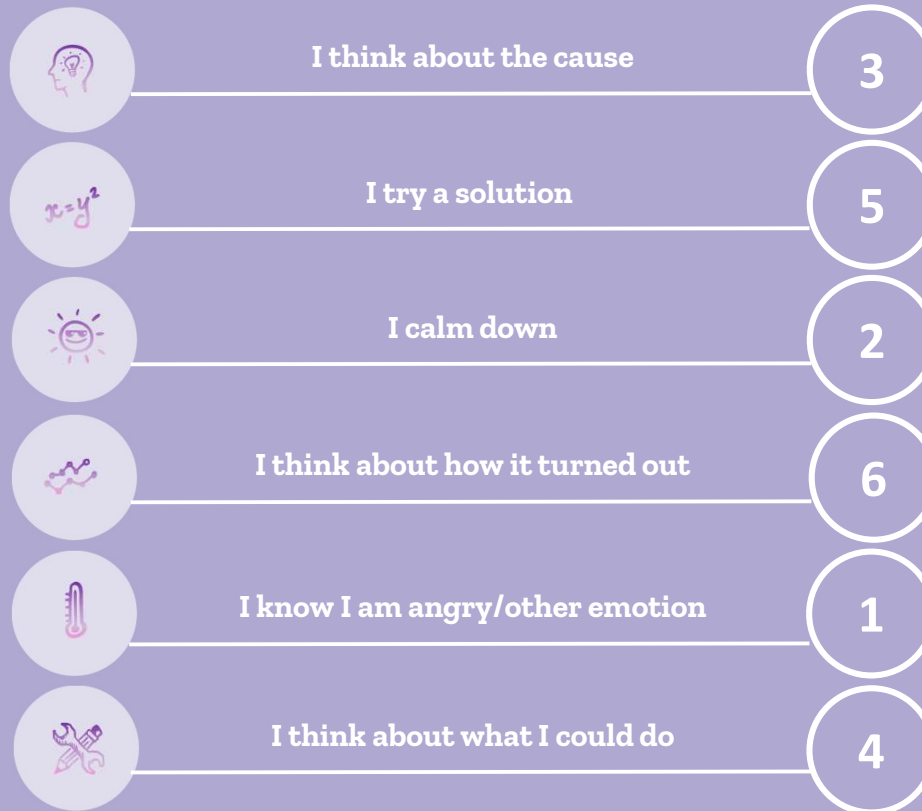 I think about the cause 3
x=y²
I try a solution 5
I calm down 2
I think about how it turned out 6
I know I am angry/other emotion 1
I think about what I could do 4